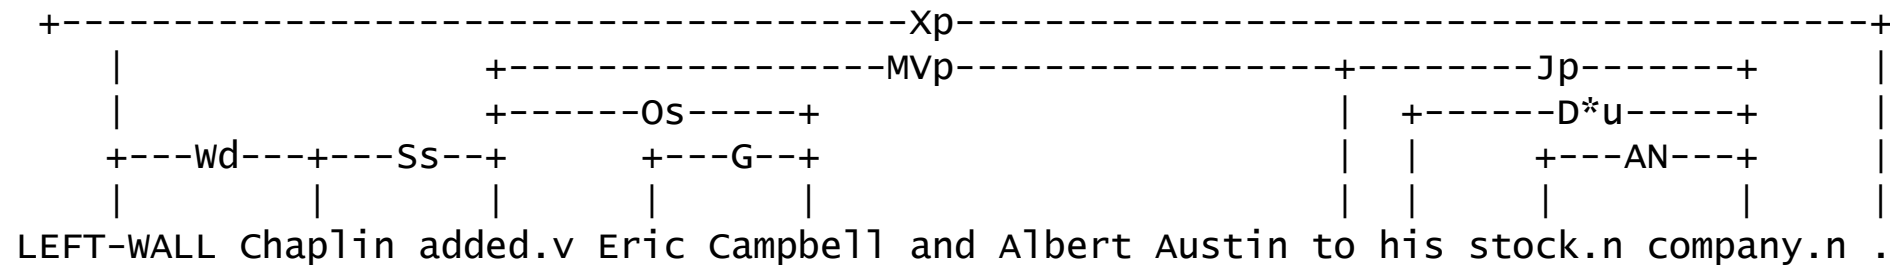 +---------------------------------------Xp----------------------------------------+
|                +-----------------MVp-----------------+--------Jp-------+      |
|                +------Os-----+                       |  +------D*u-----+      |
+---Wd---+---Ss--+      +---G--+                       |  |     +---AN---+      |
|        |       |      |      |                       |  |     |        |      |
LEFT-WALL Chaplin added.v Eric Campbell and Albert Austin to his stock.n company.n .